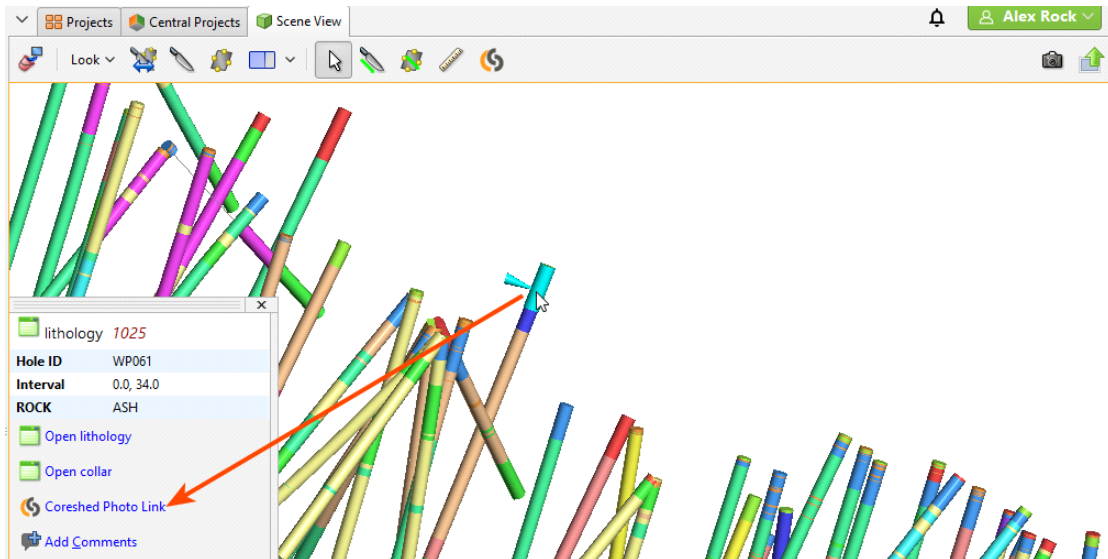 Projects Central Projects Scene View Alex Rock
Look
lithology 1025
Hole ID WP061
Interval 0.0, 34.0
ROCK ASH
Open lithology
Open collar
Coreshed Photo Link
Add Comments